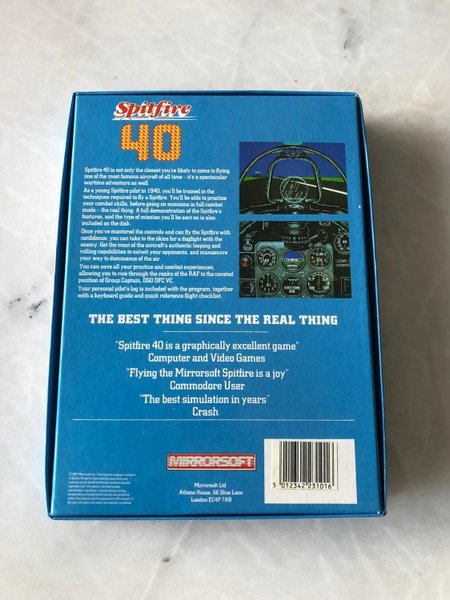 Spitfire
40
Spitfire 40 is not only the closest you're likely to come to flying
one of the most famous aircraft of all time – it's a spectacular
wartime adventure as well.
As a young Spitfire pilot in 1940, you'll be trained in the
techniques required to fly a Spitfire. You'll be able to practise
your combat skills, before going on missions in full combat
mode – the real thing. A full demonstration of the Spitfire's
features, and the type of mission you'll be sent on is also
included on the disk.
Once you've mastered the controls and can fly the Spitfire with
confidence, you can take to the skies for a dogfight with the
enemy. Get the most of the aircraft's authentic looping and
rolling capabilities to outwit your opponents, and manoeuvre
your way to dominance of the air.
You can save all your practice and combat experiences,
allowing you to rise through the ranks of the RAF to the coveted
position of Group Captain, DSO DFC VC.
Your personal pilot's log is included with the program, together
with a keyboard guide and quick reference flight checklist.
THE BEST THING SINCE THE REAL THING
"Spitfire 40 is a graphically excellent game"
Computer and Video Games
"Flying the Mirrorsoft Spitfire is a joy"
Commodore User
"The best simulation in years"
Crash
MIRRORSOFT
Mirrorsoft Ltd
Athene House, 66 Shoe Lane
London EC4P 7AB
5 012342 231016